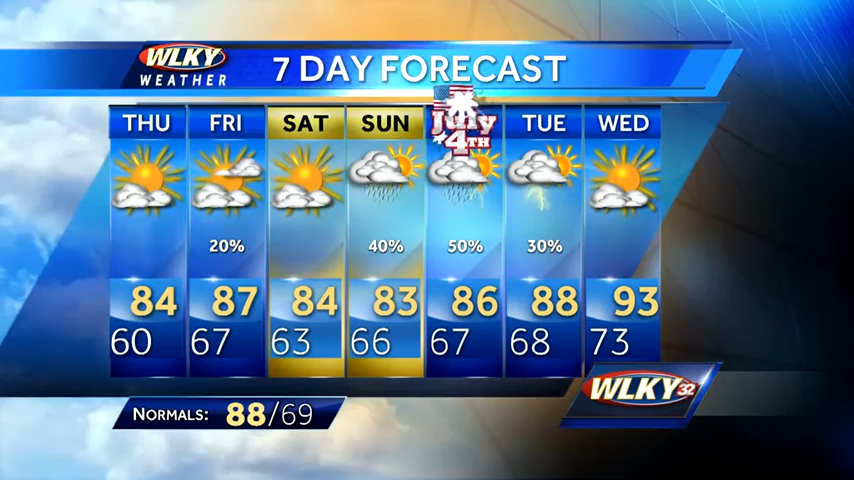 WLKY
WEATHER
7 DAY FORECAST
THU FRI SAT SUN July 4TH TUE WED
20% 40% 50% 30%
84 87 84 83 86 88 93
60 67 63 66 67 68 73
NORMALS: 88/69
WLKY 32